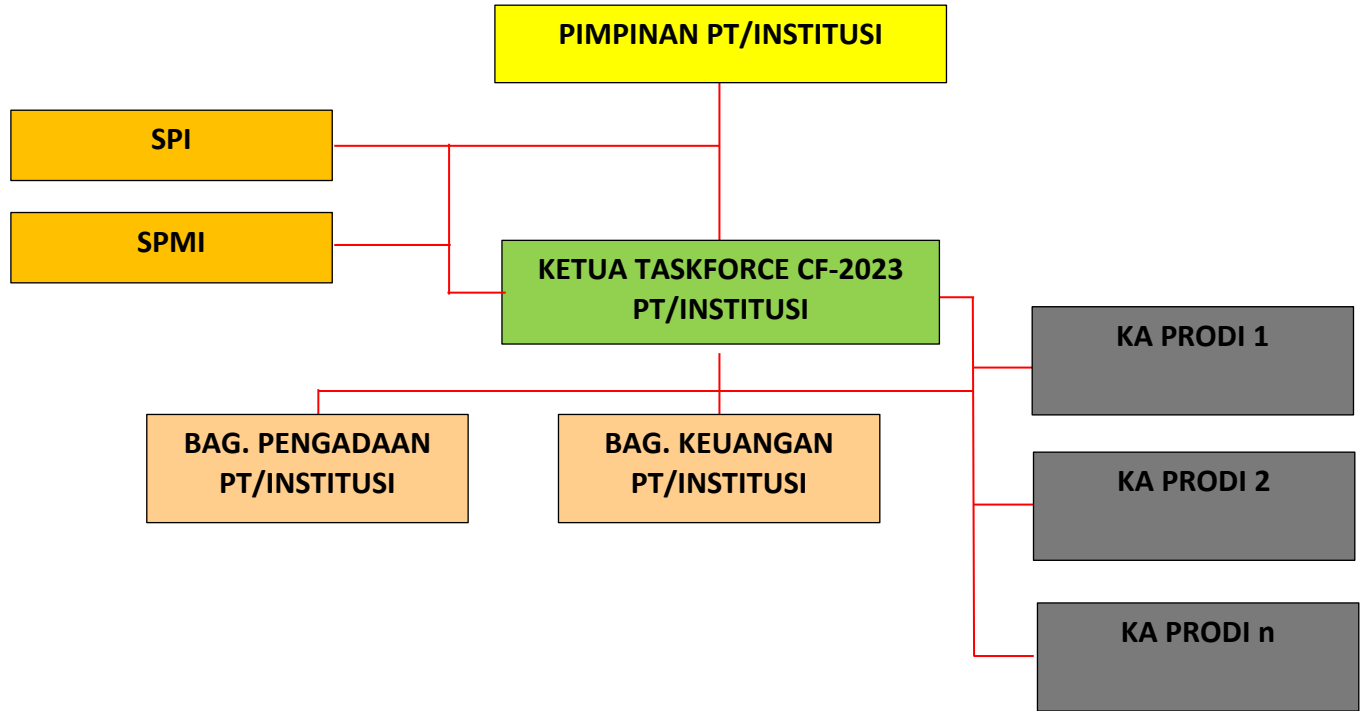 PIMPINAN PT/INSTITUSI
SPI
SPMI
KETUA TASKFORCE CF-2023
PT/INSTITUSI
KA PRODI 1
BAG. PENGADAAN
PT/INSTITUSI
BAG. KEUANGAN
PT/INSTITUSI
KA PRODI 2
KA PRODI n